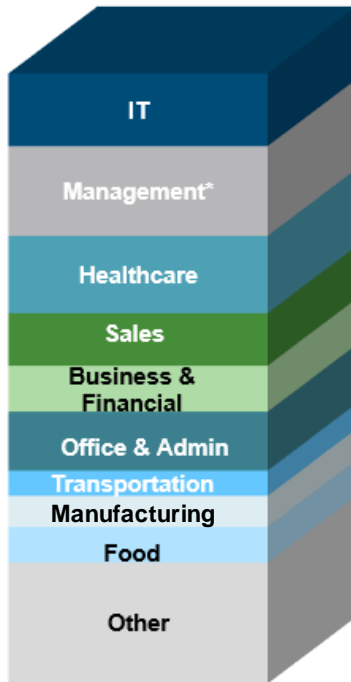 IT
Management*
Healthcare
Sales
Business &
Financial
Office & Admin
Transportation
Manufacturing
Food
Other